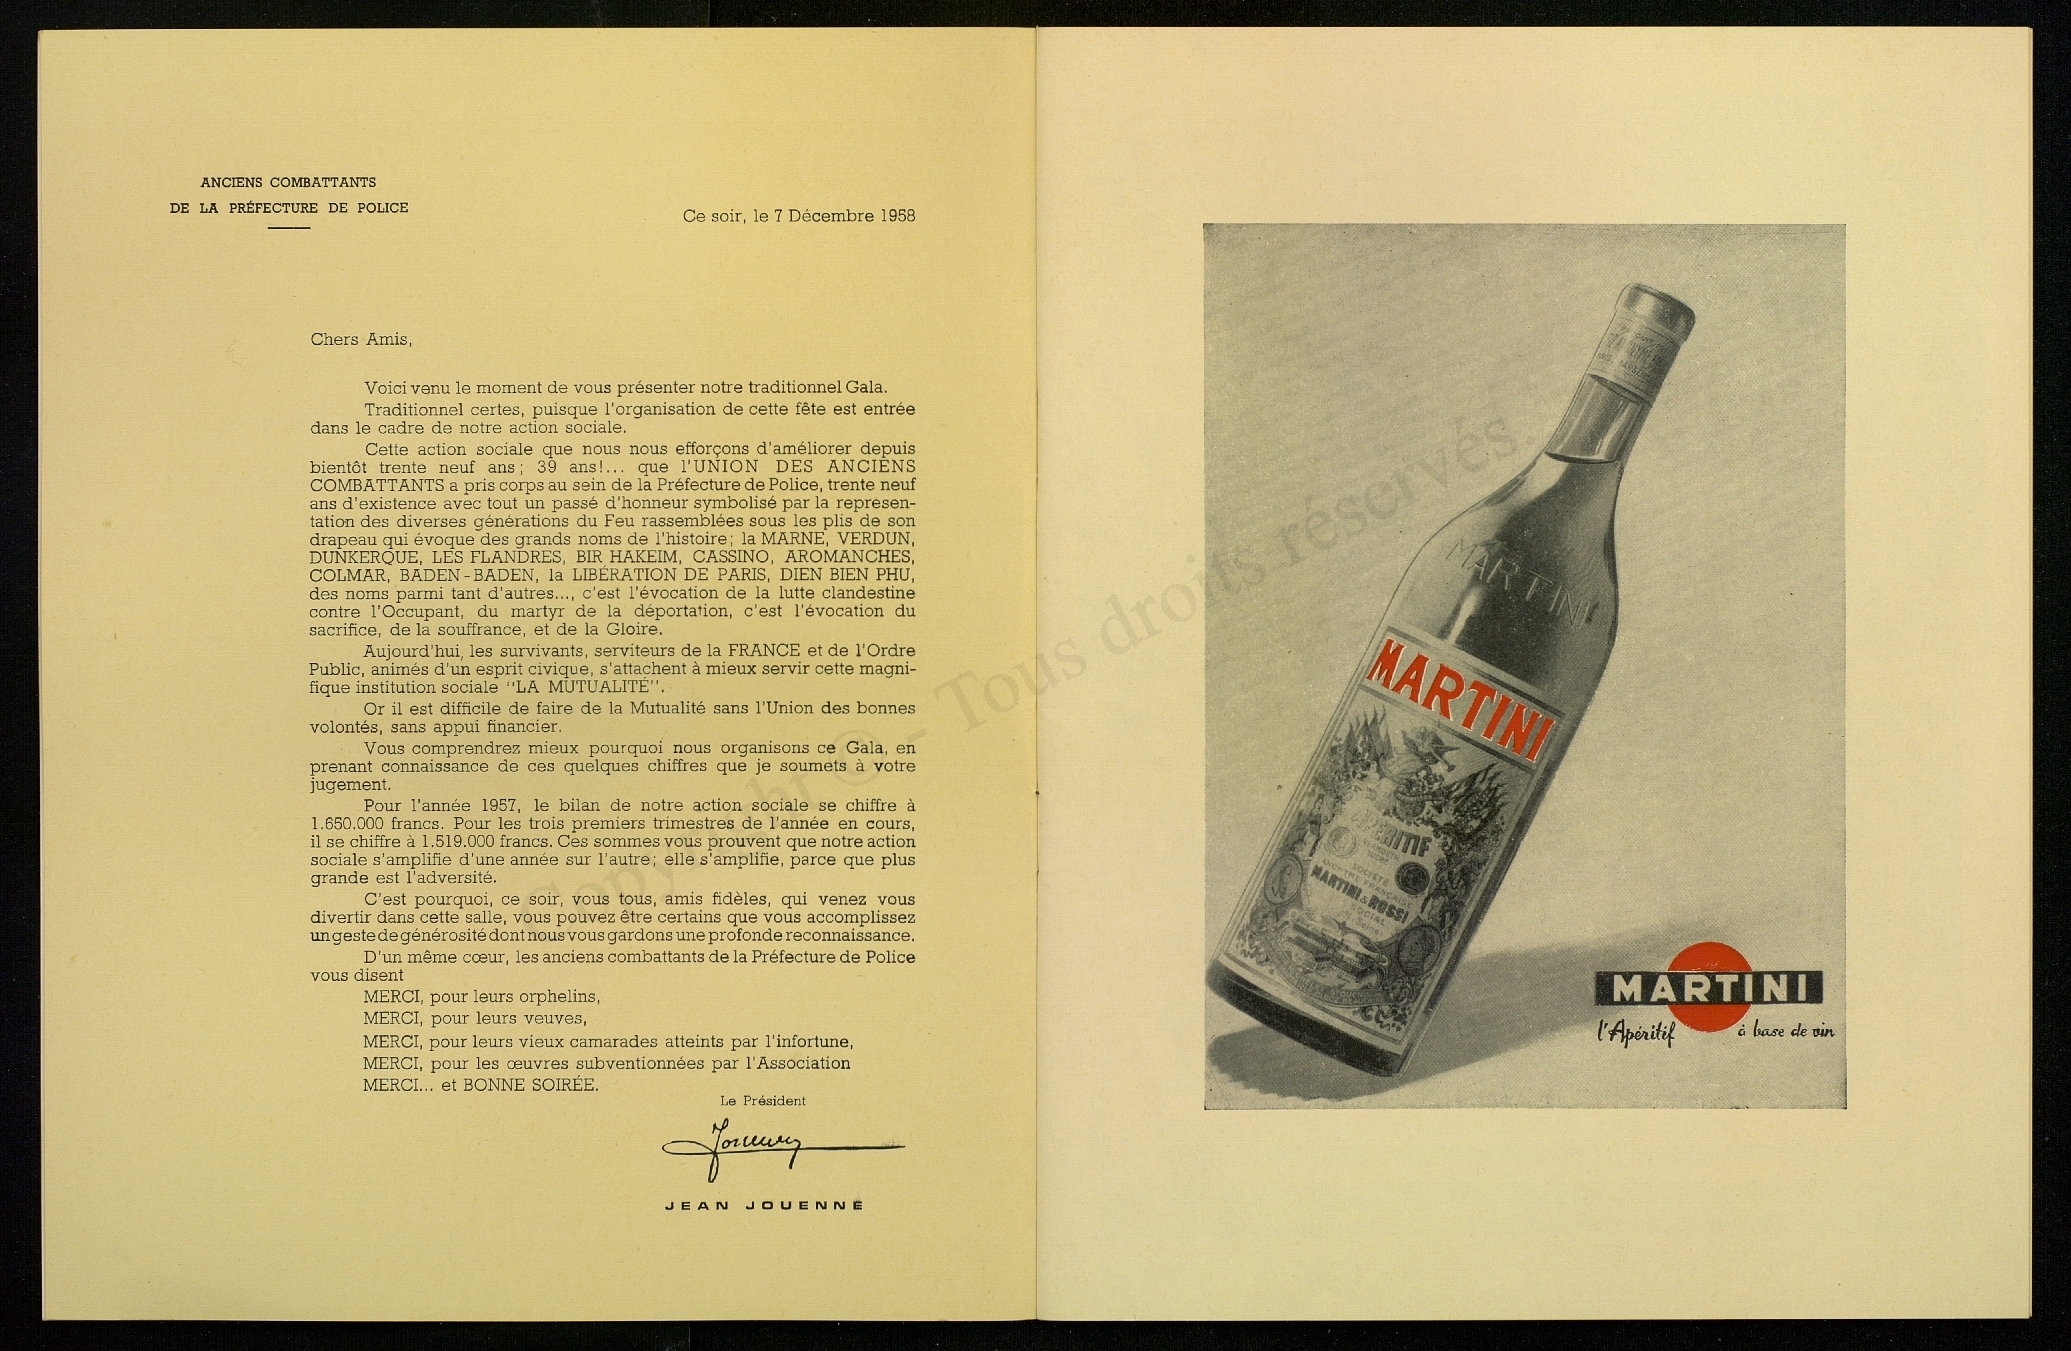 ANCIENS COMBATTANTS
DE LA PRÉFECTURE DE POLICE
Ce soir, le 7 Décembre 1958
Chers Amis,
Voici venu le moment de vous présenter notre traditionnel Gala.
Traditionnel certes, puisque l'organisation de cette fête est entrée
dans le cadre de notre action sociale.
Cette action sociale que nous nous efforçons d'améliorer depuis
bientôt trente neuf ans; 39 ans!... que l'UNION DES ANCIENS
COMBATTANTS a pris corps au sein de la Préfecture de Police, trente neuf
ans d'existence avec tout un passé d'honneur symbolisé par la représen-
tation des diverses générations du Feu rassemblées sous les plis de son
drapeau qui évoque des grands noms de l'histoire; la MARNE, VERDUN,
DUNKERQUE, LES FLANDRES, BIR HAKEIM, CASSINO, AROMANCHES,
COLMAR, BADEN-BADEN, la LIBÉRATION DE PARIS, DIEN BIEN PHU,
des noms parmi tant d'autres..., c'est l'évocation de la lutte clandestine
contre l'Occupant, du martyr de la déportation, c'est l'évocation du
sacrifice, de la souffrance, et de la Gloire.
Aujourd'hui, les survivants, serviteurs de la FRANCE et de l'Ordre
Public, animés d'un esprit civique, s'attachent à mieux servir cette magni-
fique institution sociale "LA MUTUALITÉ".
Or il est difficile de faire de la Mutualité sans l'Union des bonnes
volontés, sans appui financier.
Vous comprendrez mieux pourquoi nous organisons ce Gala, en
prenant connaissance de ces quelques chiffres que je soumets à votre
jugement.
Pour l'année 1957, le bilan de notre action sociale se chiffre à
1.650.000 francs. Pour les trois premiers trimestres de l'année en cours,
il se chiffre à 1.519.000 francs. Ces sommes vous prouvent que notre action
sociale s'amplifie d'une année sur l'autre; elle s'amplifie, parce que plus
grande est l'adversité.
C'est pourquoi, ce soir, vous tous, amis fidèles, qui venez vous
divertir dans cette salle, vous pouvez être certains que vous accomplissez
un geste de générosité dont nous vous gardons une profonde reconnaissance.
D'un même cœur, les anciens combattants de la Préfecture de Police
vous disent
MERCI, pour leurs orphelins,
MERCI, pour leurs veuves,
MERCI, pour leurs vieux camarades atteints par l'infortune,
MERCI, pour les œuvres subventionnées par l'Association
MERCI... et BONNE SOIRÉE.
Le Président
JEAN JOUENNE
Copyright © - Tous droits réservés.
MARTINI
MARTINI
APÉRITIF
SOCIÉTÉ
ANONYME FRANÇAISE
MARTINI & ROSSI
MARTINI
l'Apéritif à base de vin